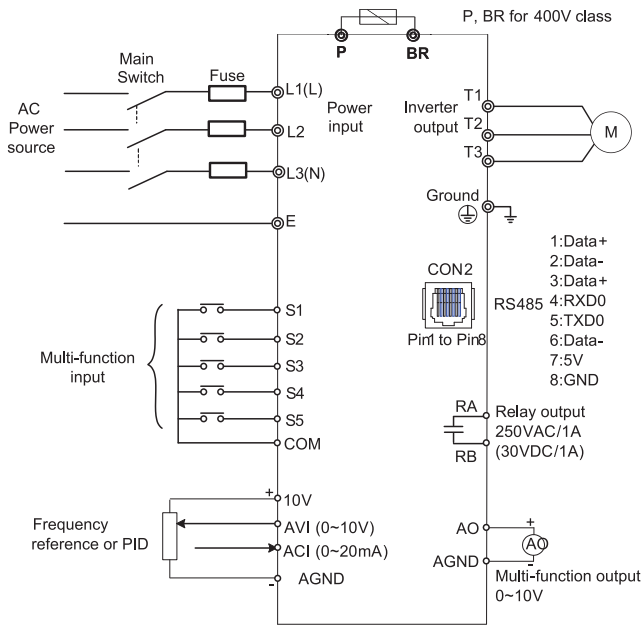 P, BR for 400V class
P
BR
Main
Switch
Fuse
AC
Power
source
L1(L)
L2
L3(N)
E
Power
input
Inverter
output
T1
T2
T3
M
Ground
CON2
Pin1 to Pin8
RS485
1:Data+
2:Data-
3:Data+
4:RXD0
5:TXD0
6:Data-
7:5V
8:GND
Multi-function
input
S1
S2
S3
S4
S5
COM
RA
RB
Relay output
250VAC/1A
(30VDC/1A)
Frequency
reference or PID
+
10V
AVI (0~10V)
ACI (0~20mA)
-
AGND
AO
AGND
+
AO
-
Multi-function output
0~10V